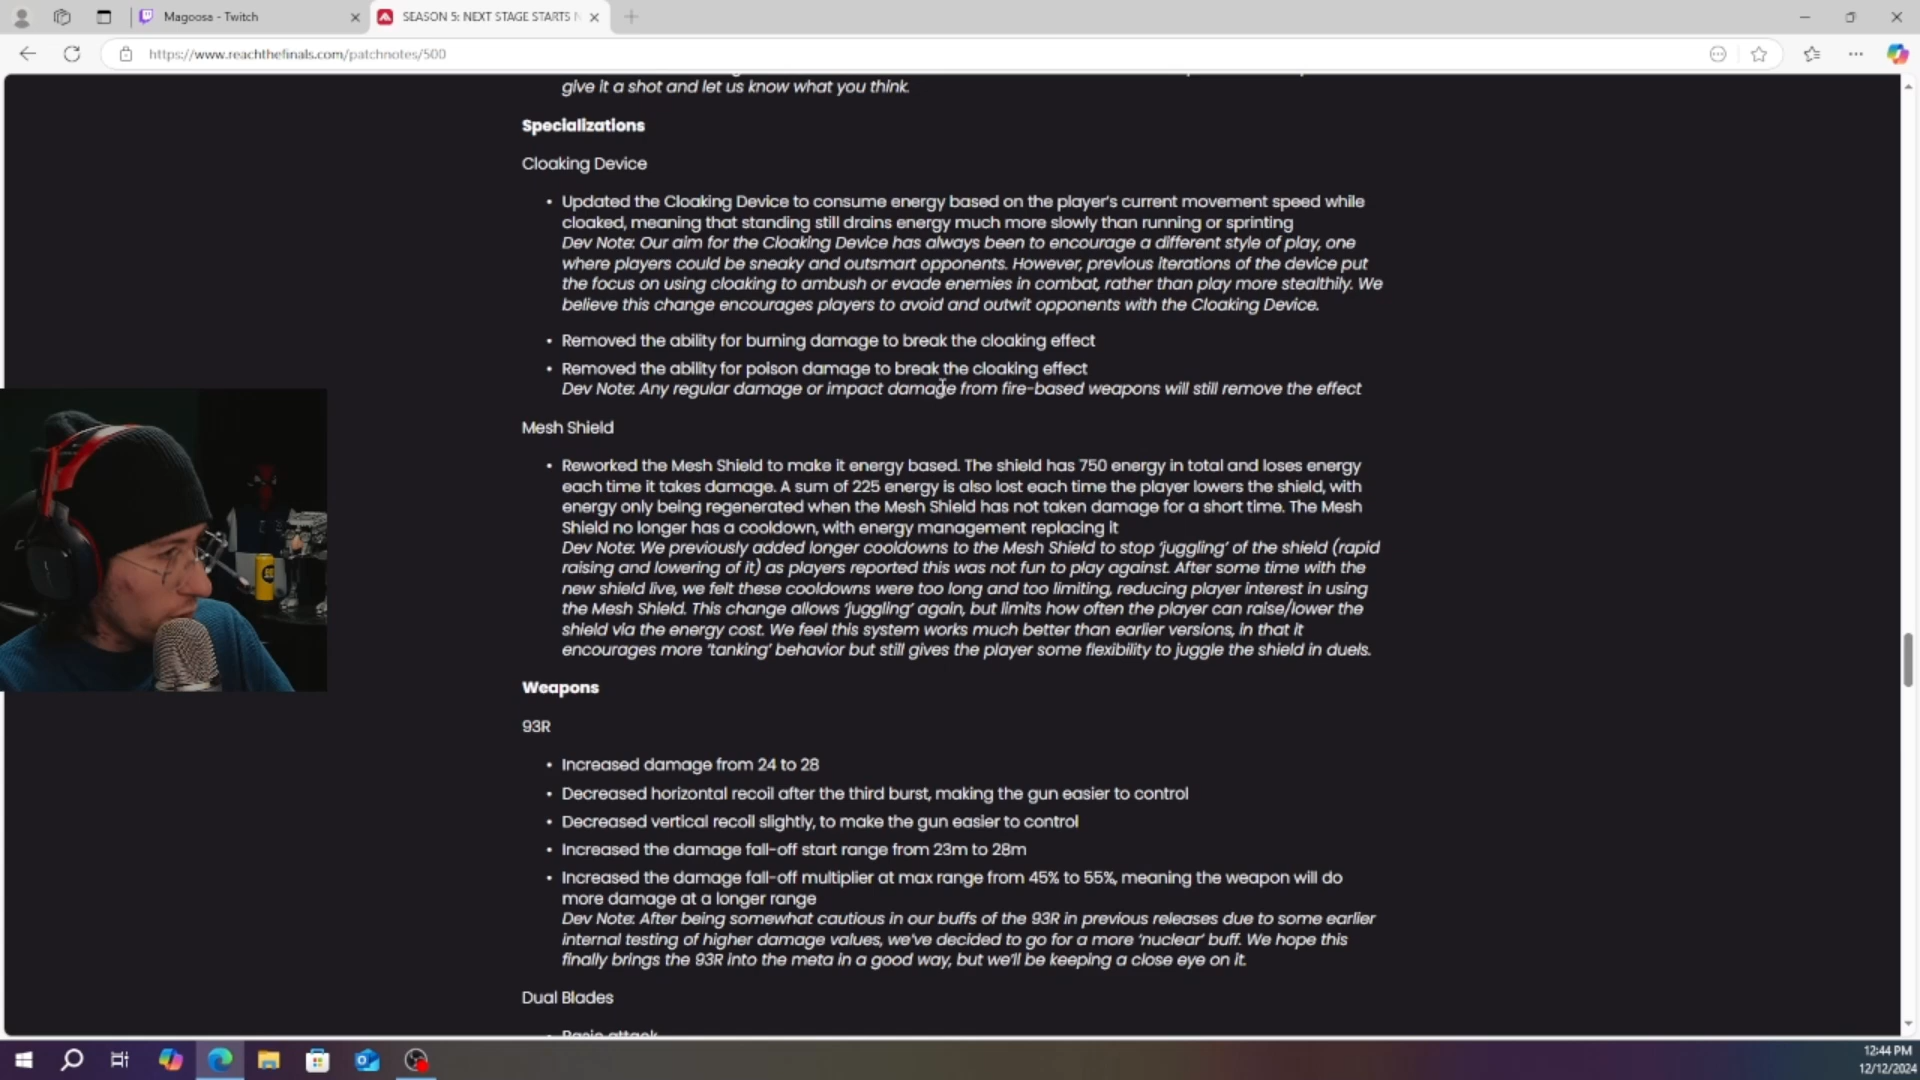 Magoosa - Twitch
SEASON 5: NEXT STAGE STARTS N
https://www.reachthefinals.com/patchnotes/500
give it a shot and let us know what you think.
Specializations
Cloaking Device
• Updated the Cloaking Device to consume energy based on the player's current movement speed while
cloaked, meaning that standing still drains energy much more slowly than running or sprinting
Dev Note: Our aim for the Cloaking Device has always been to encourage a different style of play, one
where players could be sneaky and outsmart opponents. However, previous iterations of the device put
the focus on using cloaking to ambush or evade enemies in combat, rather than play more stealthily. We
believe this change encourages players to avoid and outwit opponents with the Cloaking Device.
• Removed the ability for burning damage to break the cloaking effect
• Removed the ability for poison damage to break the cloaking effect
Dev Note: Any regular damage or impact damage from fire-based weapons will still remove the effect
Mesh Shield
• Reworked the Mesh Shield to make it energy based. The shield has 750 energy in total and loses energy
each time it takes damage. A sum of 225 energy is also lost each time the player lowers the shield, with
energy only being regenerated when the Mesh Shield has not taken damage for a short time. The Mesh
Shield no longer has a cooldown, with energy management replacing it
Dev Note: We previously added longer cooldowns to the Mesh Shield to stop 'juggling' of the shield (rapid
raising and lowering of it) as players reported this was not fun to play against. After some time with the
new shield live, we felt these cooldowns were too long and too limiting, reducing player interest in using
the Mesh Shield. This change allows 'juggling' again, but limits how often the player can raise/lower the
shield via the energy cost. We feel this system works much better than earlier versions, in that it
encourages more 'tanking' behavior but still gives the player some flexibility to juggle the shield in duels.
Weapons
93R
• Increased damage from 24 to 28
• Decreased horizontal recoil after the third burst, making the gun easier to control
• Decreased vertical recoil slightly, to make the gun easier to control
• Increased the damage fall-off start range from 23m to 28m
• Increased the damage fall-off multiplier at max range from 45% to 55%, meaning the weapon will do
more damage at a longer range
Dev Note: After being somewhat cautious in our buffs of the 93R in previous releases due to some earlier
internal testing of higher damage values, we've decided to go for a more 'nuclear' buff. We hope this
finally brings the 93R into the meta in a good way, but we'll be keeping a close eye on it.
Dual Blades
• Basic attack
12:44 PM
12/12/2024